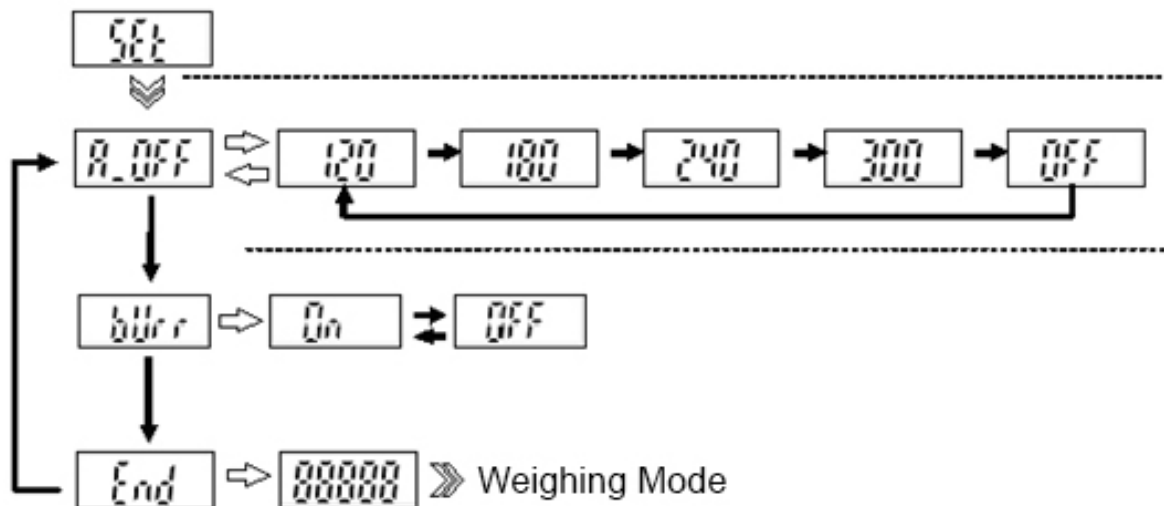 SEt
A_OFF 120 180 240 300 OFF
bUrr On OFF
End 88888 Weighing Mode